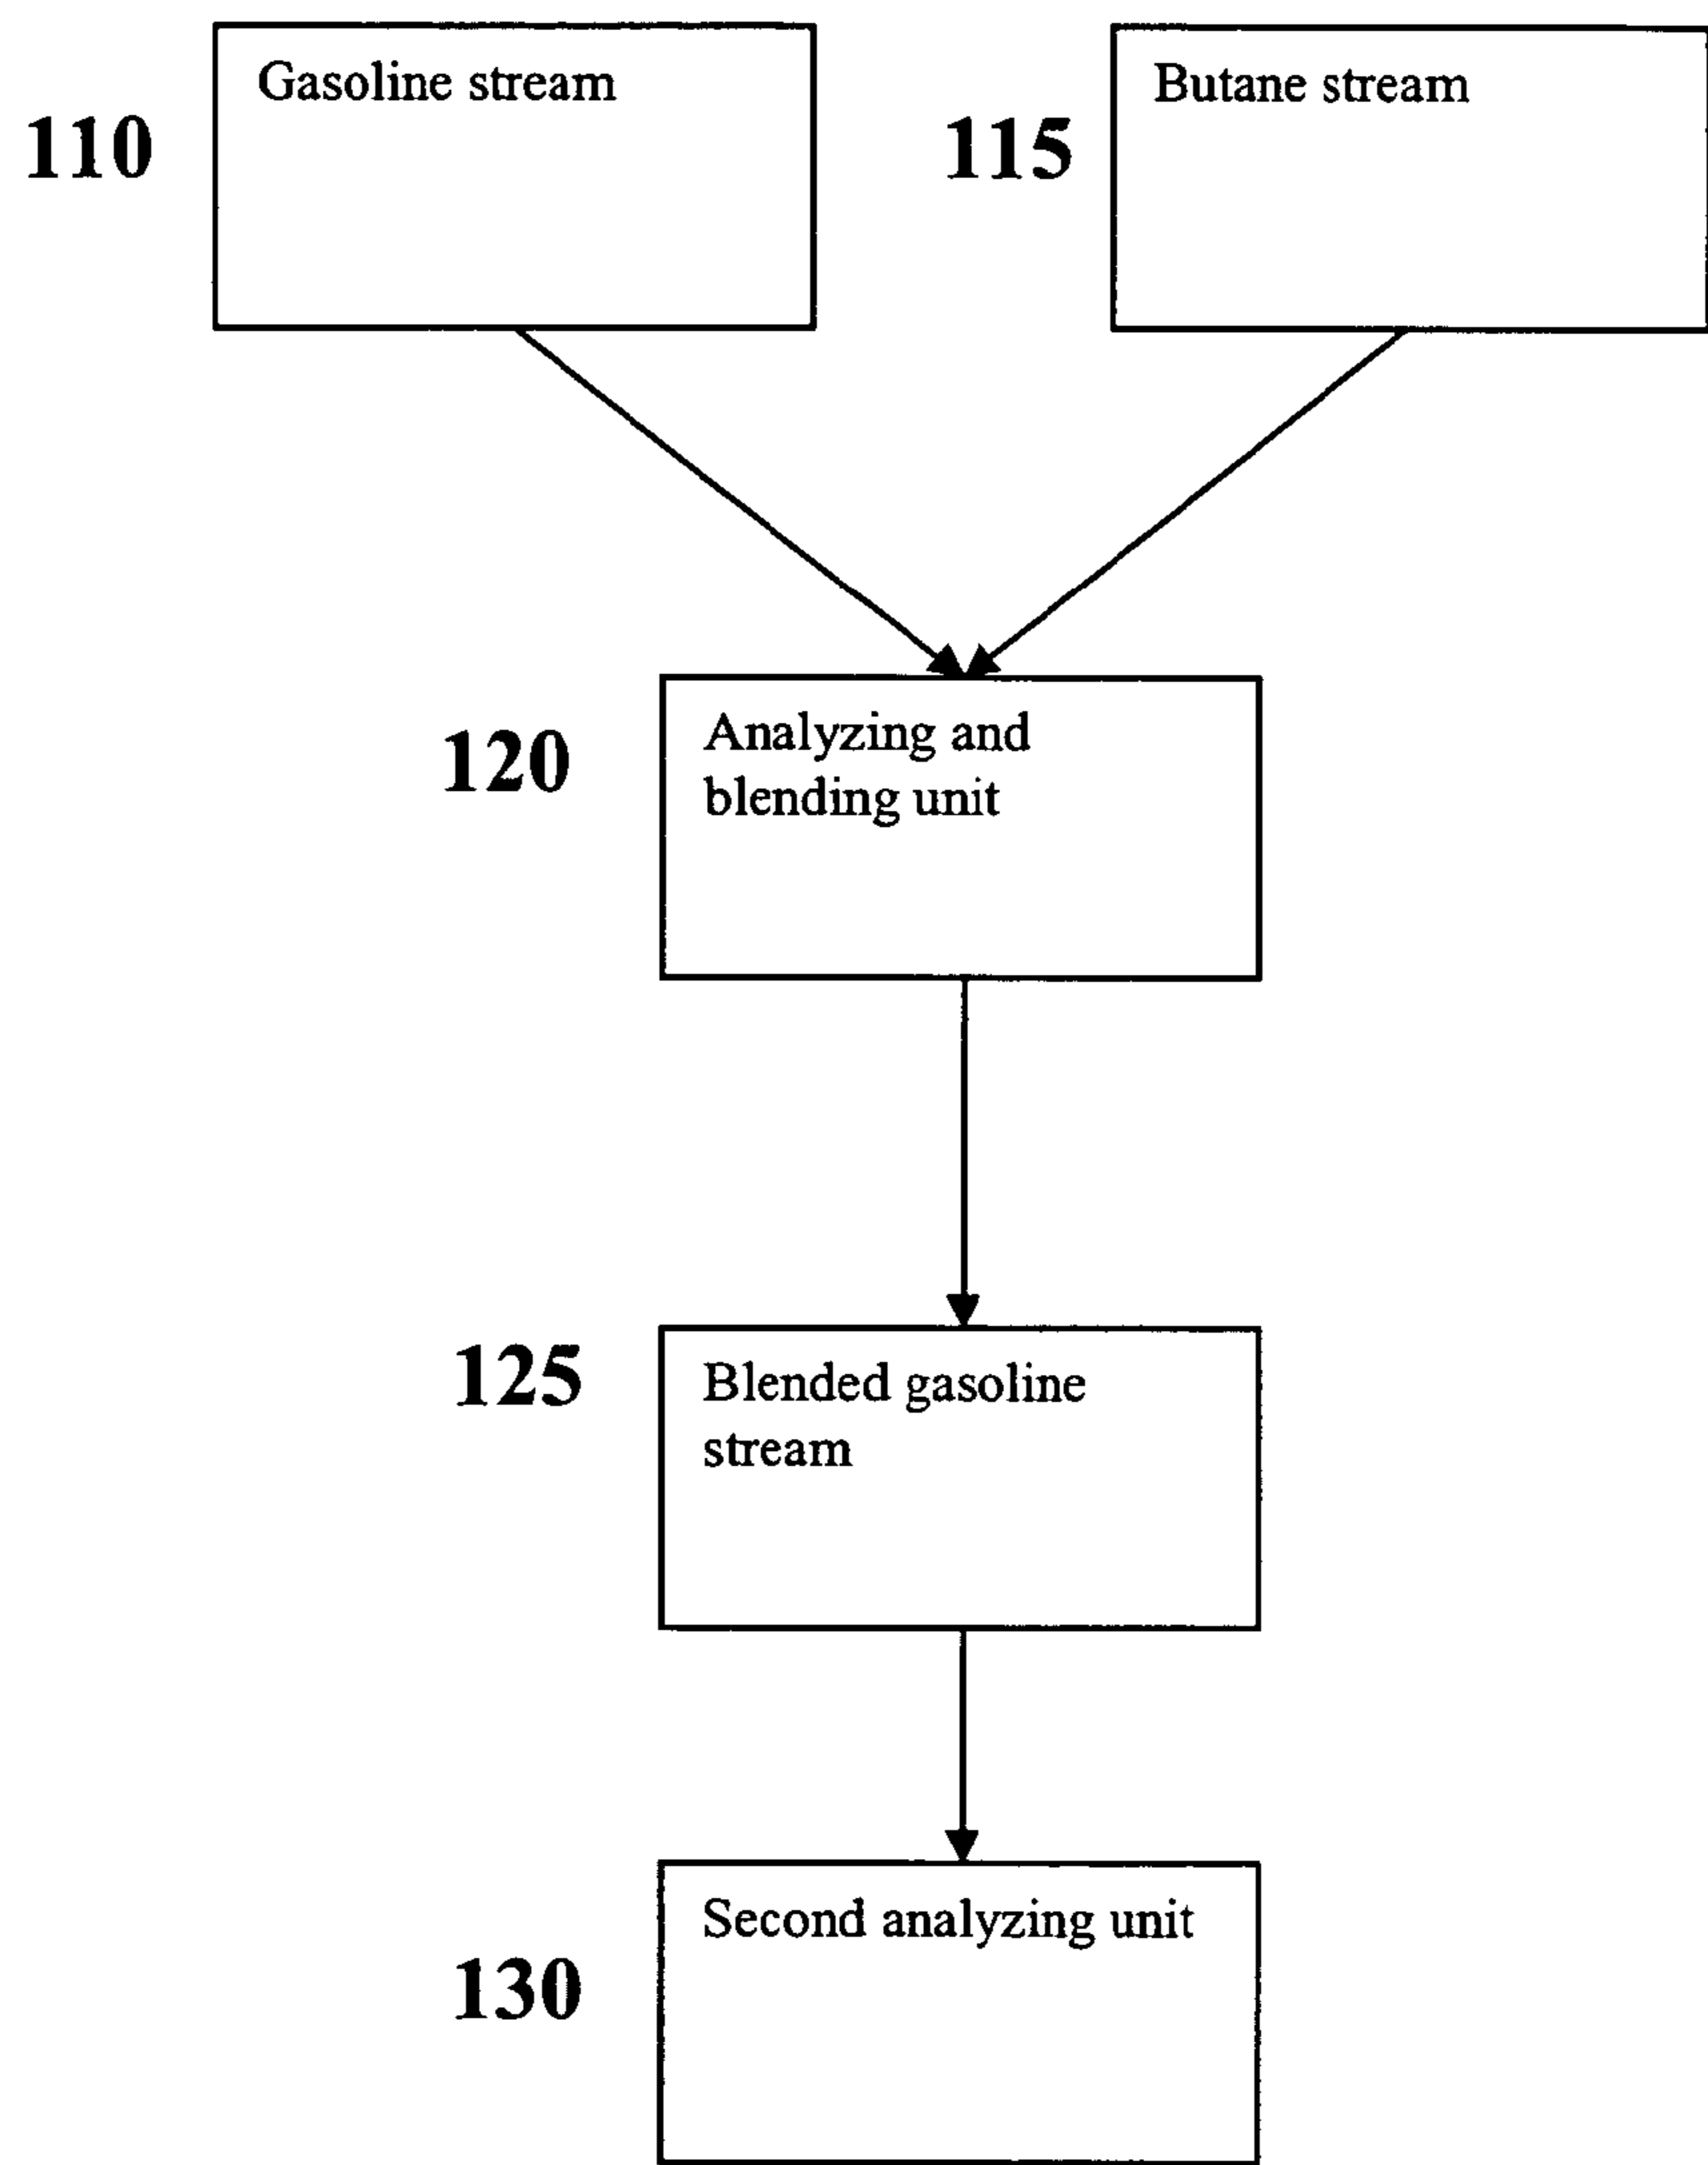 Gasoline stream
110
Butane stream
115
120
Analyzing and
blending unit
125
Blended gasoline
stream
Second analyzing unit
130